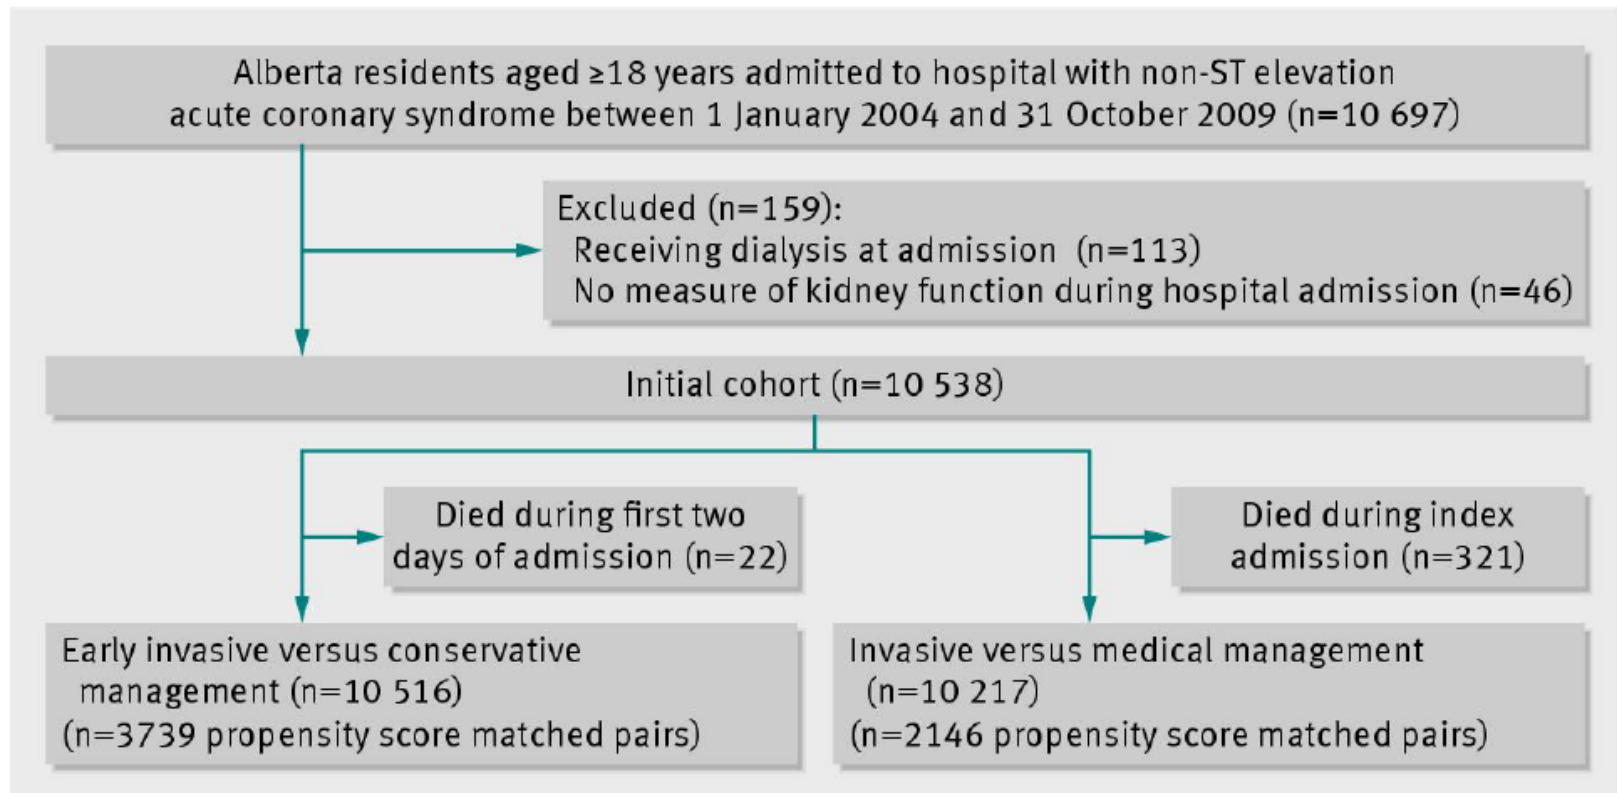 Alberta residents aged ≥18 years admitted to hospital with non-ST elevation
acute coronary syndrome between 1 January 2004 and 31 October 2009 (n=10 697)
Excluded (n=159):
Receiving dialysis at admission (n=113)
No measure of kidney function during hospital admission (n=46)
Initial cohort (n=10 538)
Died during first two
days of admission (n=22)
Died during index
admission (n=321)
Early invasive versus conservative
management (n=10 516)
(n=3739 propensity score matched pairs)
Invasive versus medical management
(n=10 217)
(n=2146 propensity score matched pairs)